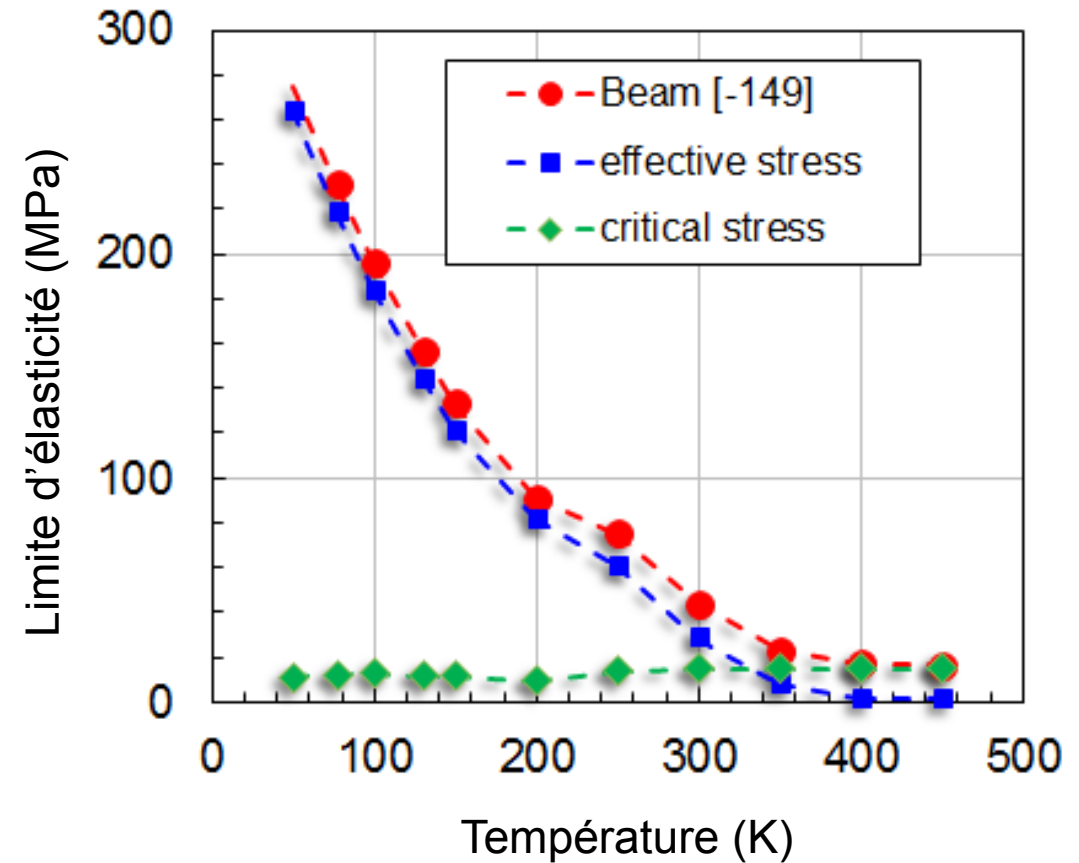 300
200
100
0
Limite d’élasticité (MPa)
Beam [-149]
effective stress
critical stress
0 100 200 300 400 500
Température (K)